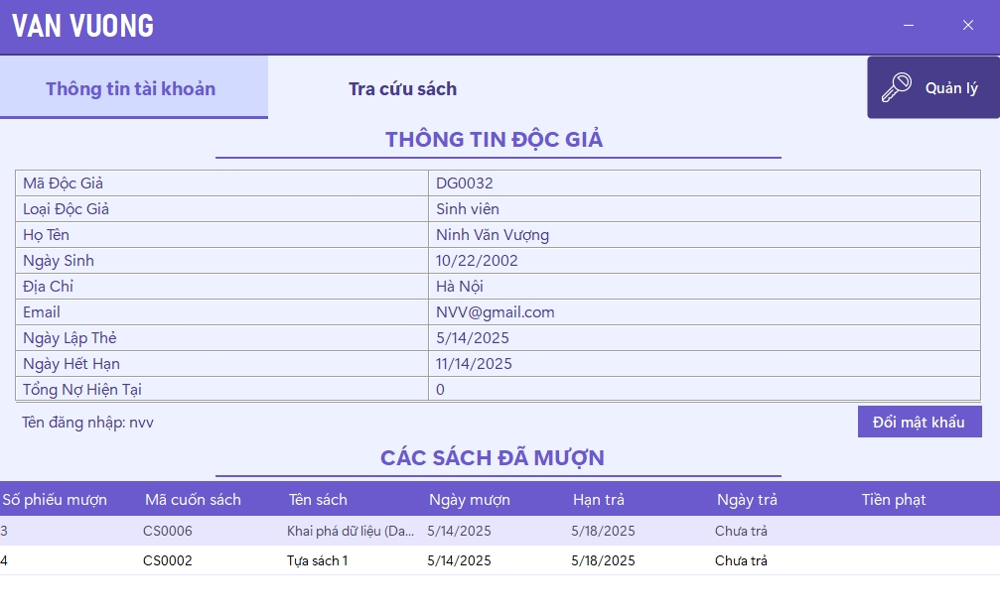 VAN VUONG
Thông tin tài khoản Tra cứu sách Quản lý
THÔNG TIN ĐỘC GIẢ
Mã Độc Giả DG0032
Loại Độc Giả Sinh viên
Họ Tên Ninh Văn Vượng
Ngày Sinh 10/22/2002
Địa Chỉ Hà Nội
Email NVV@gmail.com
Ngày Lập Thẻ 5/14/2025
Ngày Hết Hạn 11/14/2025
Tổng Nợ Hiện Tại 0
Tên đăng nhập: nvv Đổi mật khẩu
CÁC SÁCH ĐÃ MƯỢN
Số phiếu mượn Mã cuốn sách Tên sách Ngày mượn Hạn trả Ngày trả Tiền phạt
3 CS0006 Khai phá dữ liệu (Da... 5/14/2025 5/18/2025 Chưa trả
4 CS0002 Tựa sách 1 5/14/2025 5/18/2025 Chưa trả